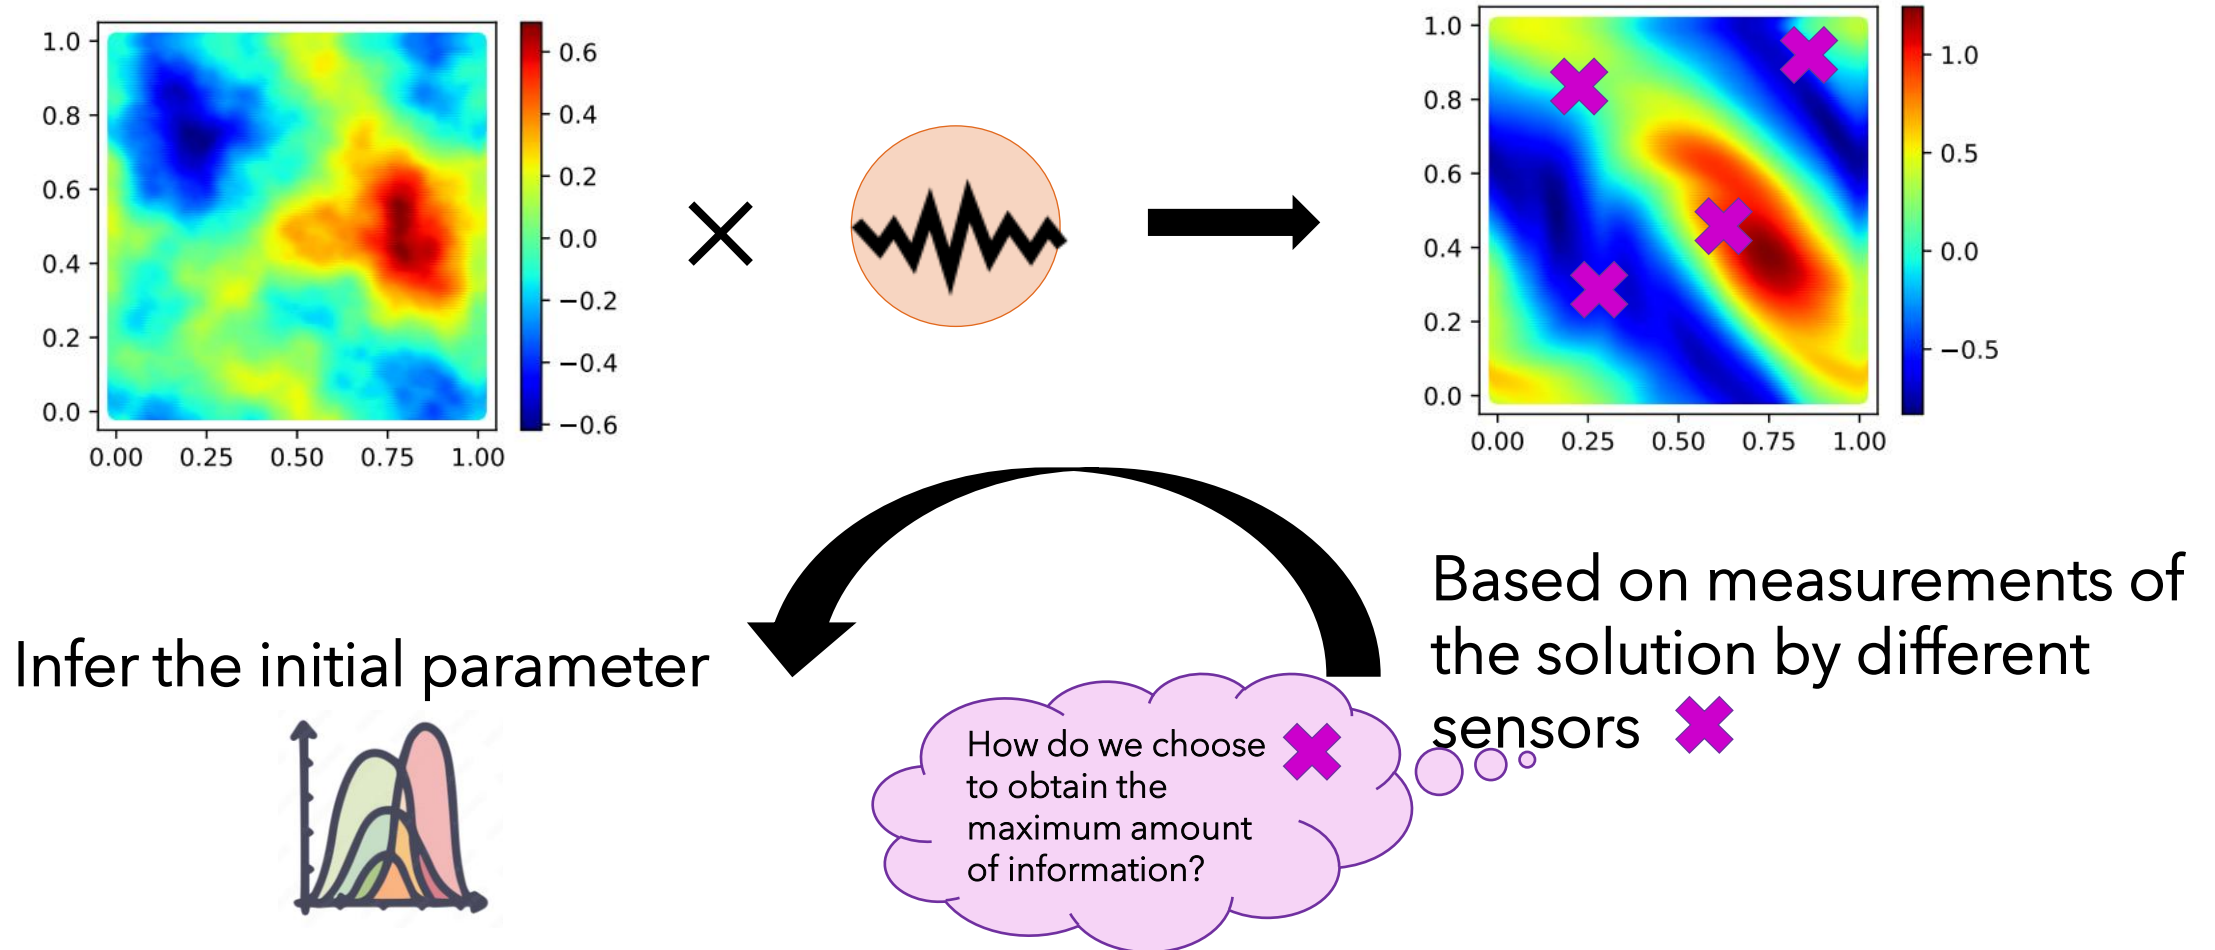 1.0
0.8
0.6
0.4
0.2
0.0
0.00 0.25 0.50 0.75 1.00
0.6
0.4
0.2
0.0
−0.2
−0.4
−0.6
1.0
0.8
0.6
0.4
0.2
0.0
0.00 0.25 0.50 0.75 1.00
1.0
0.5
0.0
−0.5
Infer the initial parameter
Based on measurements of
the solution by different
sensors
How do we choose
to obtain the
maximum amount
of information?